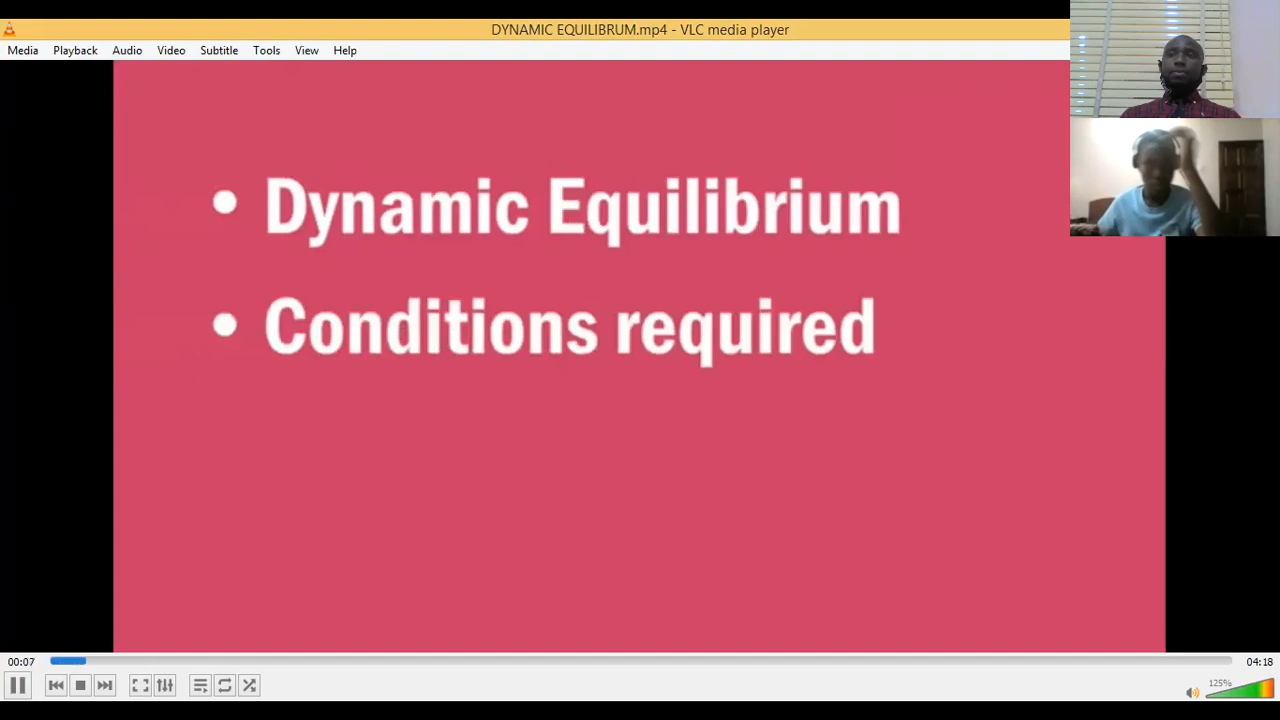 DYNAMIC EQUILIBRUM.mp4 - VLC media player
Media Playback Audio Video Subtitle Tools View Help
• Dynamic Equilibrium
• Conditions required
00:07 04:18
125%